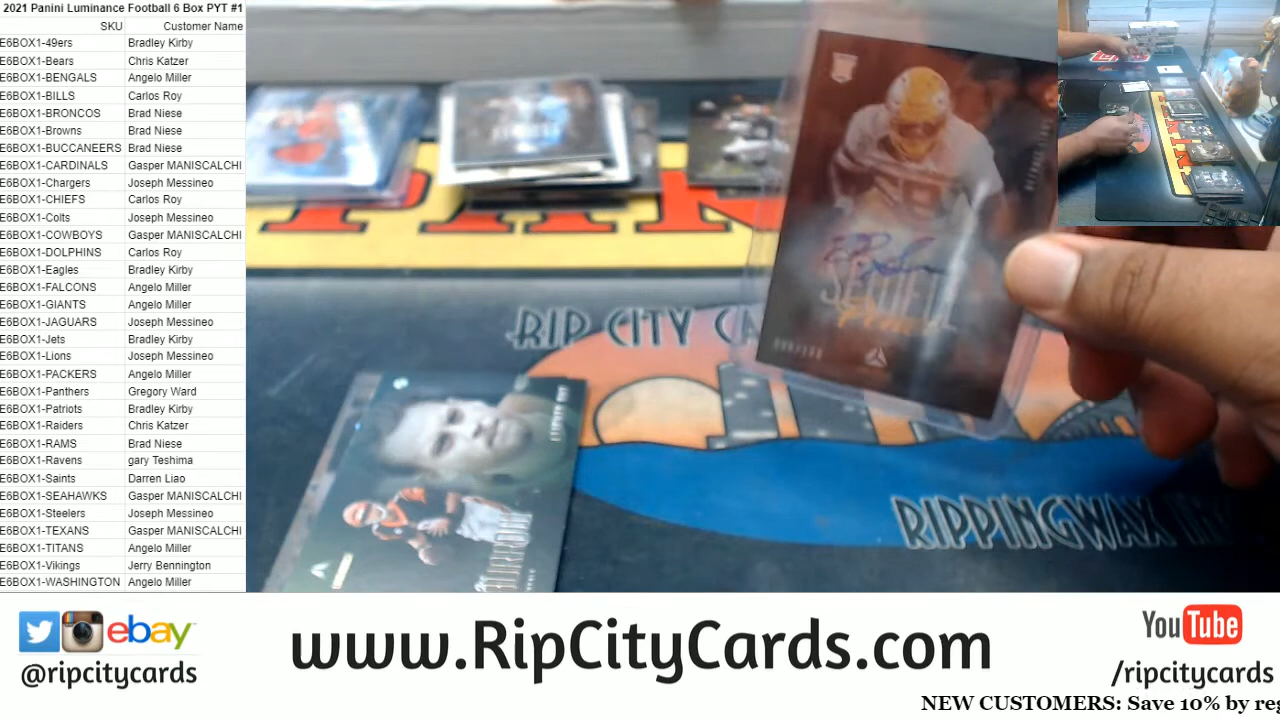 2021 Panini Luminance Football 6 Box PYT #1
SKU Customer Name
E6BOX1-49ers Bradley Kirby
E6BOX1-Bears Chris Katzer
E6BOX1-BENGALS Angelo Miller
E6BOX1-BILLS Carlos Roy
E6BOX1-BRONCOS Brad Niese
E6BOX1-Browns Brad Niese
E6BOX1-BUCCANEERS Brad Niese
E6BOX1-CARDINALS Gasper MANISCALCHI
E6BOX1-Chargers Joseph Messineo
E6BOX1-CHIEFS Carlos Roy
E6BOX1-Colts Joseph Messineo
E6BOX1-COWBOYS Gasper MANISCALCHI
E6BOX1-DOLPHINS Carlos Roy
E6BOX1-Eagles Bradley Kirby
E6BOX1-FALCONS Angelo Miller
E6BOX1-GIANTS Angelo Miller
E6BOX1-JAGUARS Joseph Messineo
E6BOX1-Jets Bradley Kirby
E6BOX1-Lions Joseph Messineo
E6BOX1-PACKERS Angelo Miller
E6BOX1-Panthers Gregory Ward
E6BOX1-Patriots Bradley Kirby
E6BOX1-Raiders Chris Katzer
E6BOX1-RAMS Brad Niese
E6BOX1-Ravens gary Teshima
E6BOX1-Saints Darren Liao
E6BOX1-SEAHAWKS Gasper MANISCALCHI
E6BOX1-Steelers Joseph Messineo
E6BOX1-TEXANS Gasper MANISCALCHI
E6BOX1-TITANS Angelo Miller
E6BOX1-Vikings Jerry Bennington
E6BOX1-WASHINGTON Angelo Miller
RIP CITY CA
SEWELL
RIPPINGWAX
ebay
@ripcitycards
www.RipCityCards.com
YouTube
/ripcitycards
NEW CUSTOMERS: Save 10% by reg